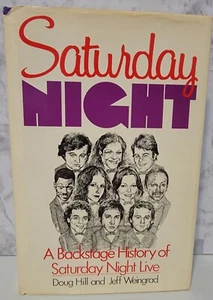 Saturday
NIGHT
A Backstage History of
Saturday Night Live
Doug Hill and Jeff Weingrad